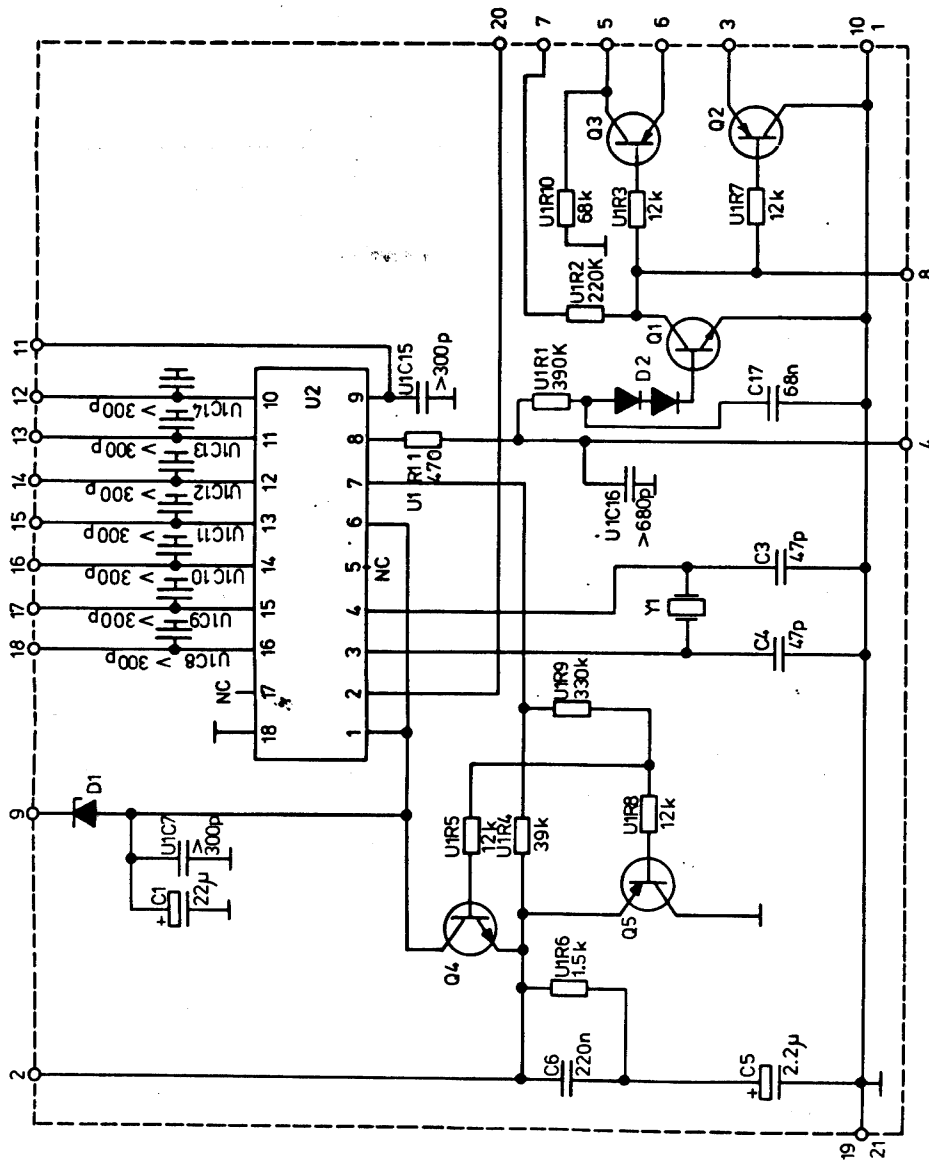 9
D1
C1
22µ
+
U1C7
>300p
2
18
17
16
15
14
13
12
11
>300p
U1C8
>300p
U1C9
>300p
U1C10
>300p
U1C11
>300p
U1C12
>300p
U1C13
>300p
U1C14
NC
18 17 16 15 14 13 12 11 10
U2
1 2 3 4 5 6 7 8 9
NC
U1C15
>300p
U1
R11
470
20
7
5
6
3
10
1
Q4
U1R5
12k
U1R4
39k
U1R9
330k
U1R8
12k
Q5
U1R6
1.5k
C6
220n
C5
+
2.2µ
Y1
C4
47p
C3
47p
U1C16
>680p
U1R1
390K
D2
C17
68n
Q1
U1R2
220K
U1R10
68k
U1R3
12k
Q3
U1R7
12k
Q2
19
21
4
8